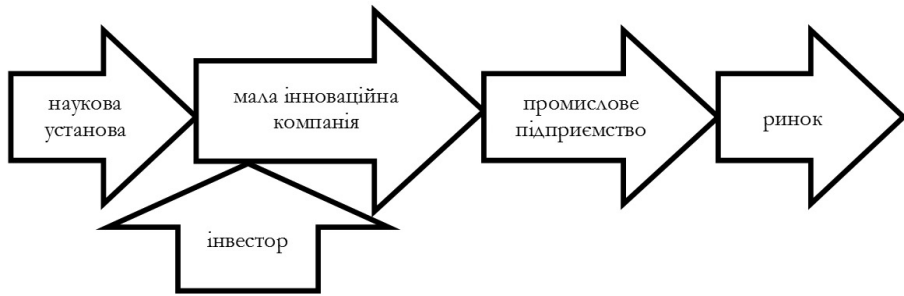 наукова
установа
мала інноваційна
компанія
промислове
підприємство
ринок
інвестор